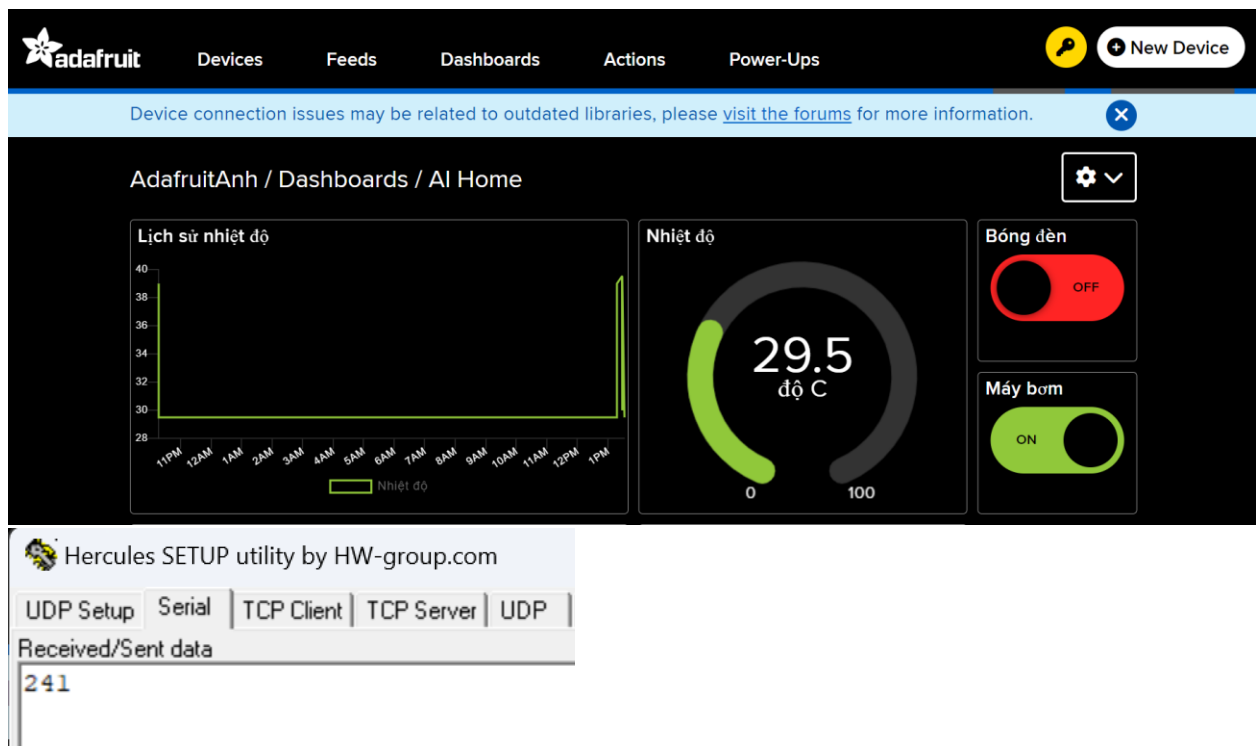 adafruit Devices Feeds Dashboards Actions Power-Ups New Device
Device connection issues may be related to outdated libraries, please visit the forums for more information.
AdafruitAnh / Dashboards / AI Home
Lịch sử nhiệt độ
40
38
36
34
32
30
28
11PM 12AM 1AM 2AM 3AM 4AM 5AM 6AM 7AM 8AM 9AM 10AM 11AM 12PM 1PM
Nhiệt độ
Nhiệt độ
29.5
độ C
0 100
Bóng đèn
OFF
Máy bơm
ON
Hercules SETUP utility by HW-group.com
UDP Setup Serial TCP Client TCP Server UDP
Received/Sent data
241